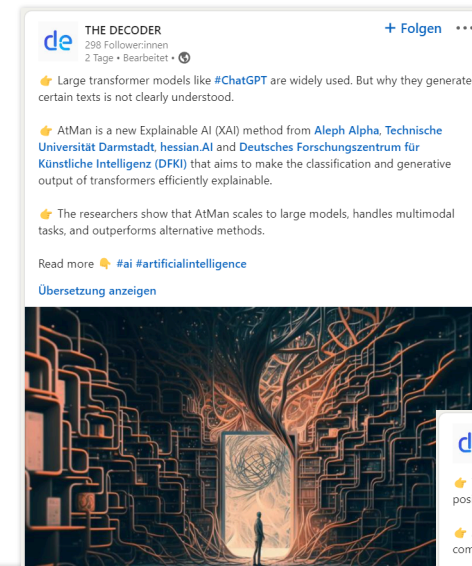 de
THE DECODER
+ Folgen
298 Follower:innen
2 Tage • Bearbeitet •
👉 Large transformer models like #ChatGPT are widely used. But why they generate
certain texts is not clearly understood.
👉 AtMan is a new Explainable AI (XAI) method from Aleph Alpha, Technische
Universität Darmstadt, hessian.AI and Deutsches Forschungszentrum für
Künstliche Intelligenz (DFKI) that aims to make the classification and generative
output of transformers efficiently explainable.
👉 The researchers show that AtMan scales to large models, handles multimodal
tasks, and outperforms alternative methods.
Read more 👇 #ai #artificialintelligence
Übersetzung anzeigen